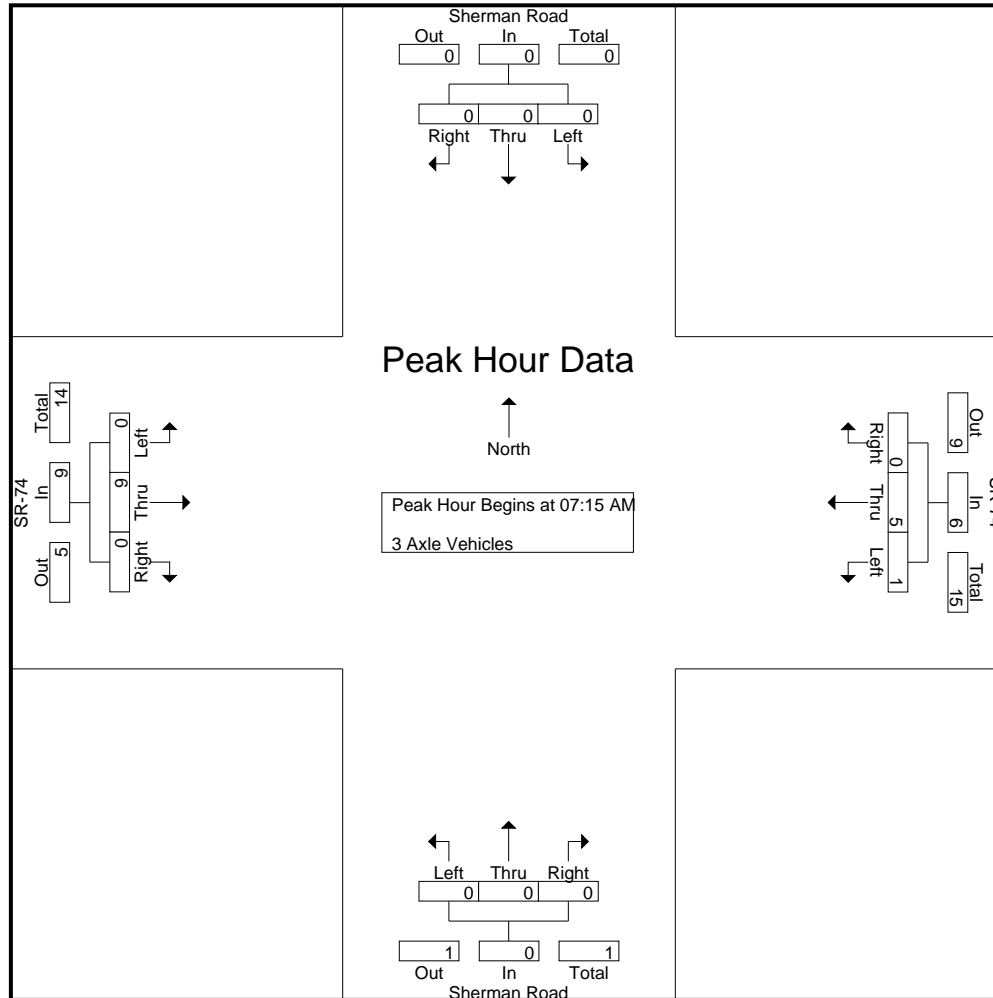 Sherman Road
Out In Total
0 0 0
0 0 0
Right Thru Left
Peak Hour Data
North
Peak Hour Begins at 07:15 AM
3 Axle Vehicles
SR-74
Total In Out
14 9 5
0 9 0
Left Thru Right
Right Thru Left
0 5 1
9 6 15
Out In Total
Left Thru Right
0 0 0
1 0 1
Out In Total
Sherman Road